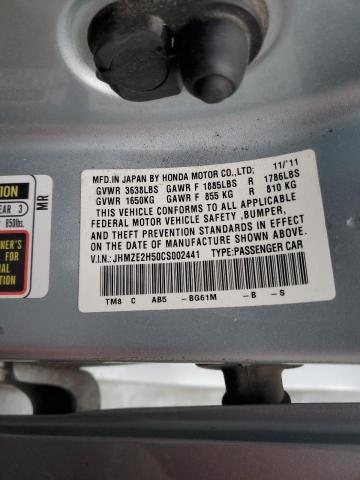 MFD.IN JAPAN BY HONDA MOTOR CO.,LTD; 11/'11
GVWR 3638LBS GAWR F 1885LBS R 1786LBS
GVWR 1650KG GAWR F 855 KG R 810 KG
THIS VEHICLE CONFORMS TO ALL APPLICABLE
FEDERAL MOTOR VEHICLE SAFETY ,BUMPER,
AND THEFT PREVENTION STANDARDS IN EFFECT
ON THE DATE OF MANUFACTURE SHOWN ABOVE.
V.I.N.: JHMZE2H50CS002441 TYPE:PASSENGER CAR
TM8 C AB5 -BG61M -B -S
TION
EAR 3
850lbs.
NER'S
FOR
NAL
TION
MR